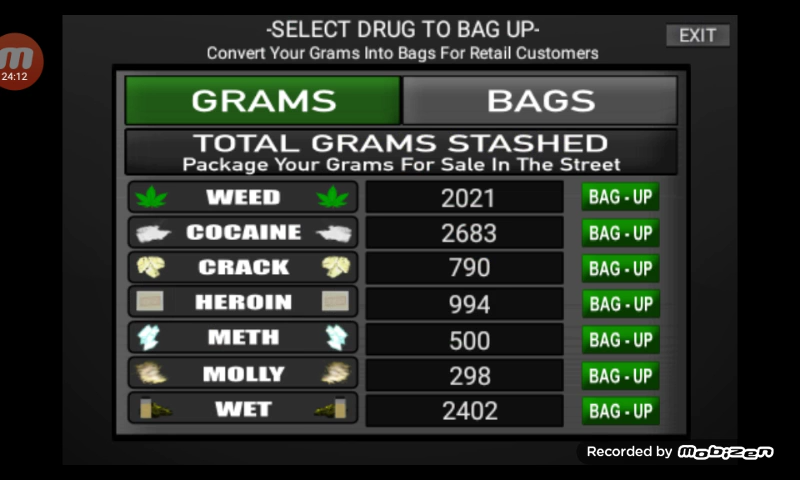 -SELECT DRUG TO BAG UP-
Convert Your Grams Into Bags For Retail Customers
EXIT
24:12
GRAMS BAGS
TOTAL GRAMS STASHED
Package Your Grams For Sale In The Street
WEED 2021 BAG - UP
COCAINE 2683 BAG - UP
CRACK 790 BAG - UP
HEROIN 994 BAG - UP
METH 500 BAG - UP
MOLLY 298 BAG - UP
WET 2402 BAG - UP
Recorded by mobizen